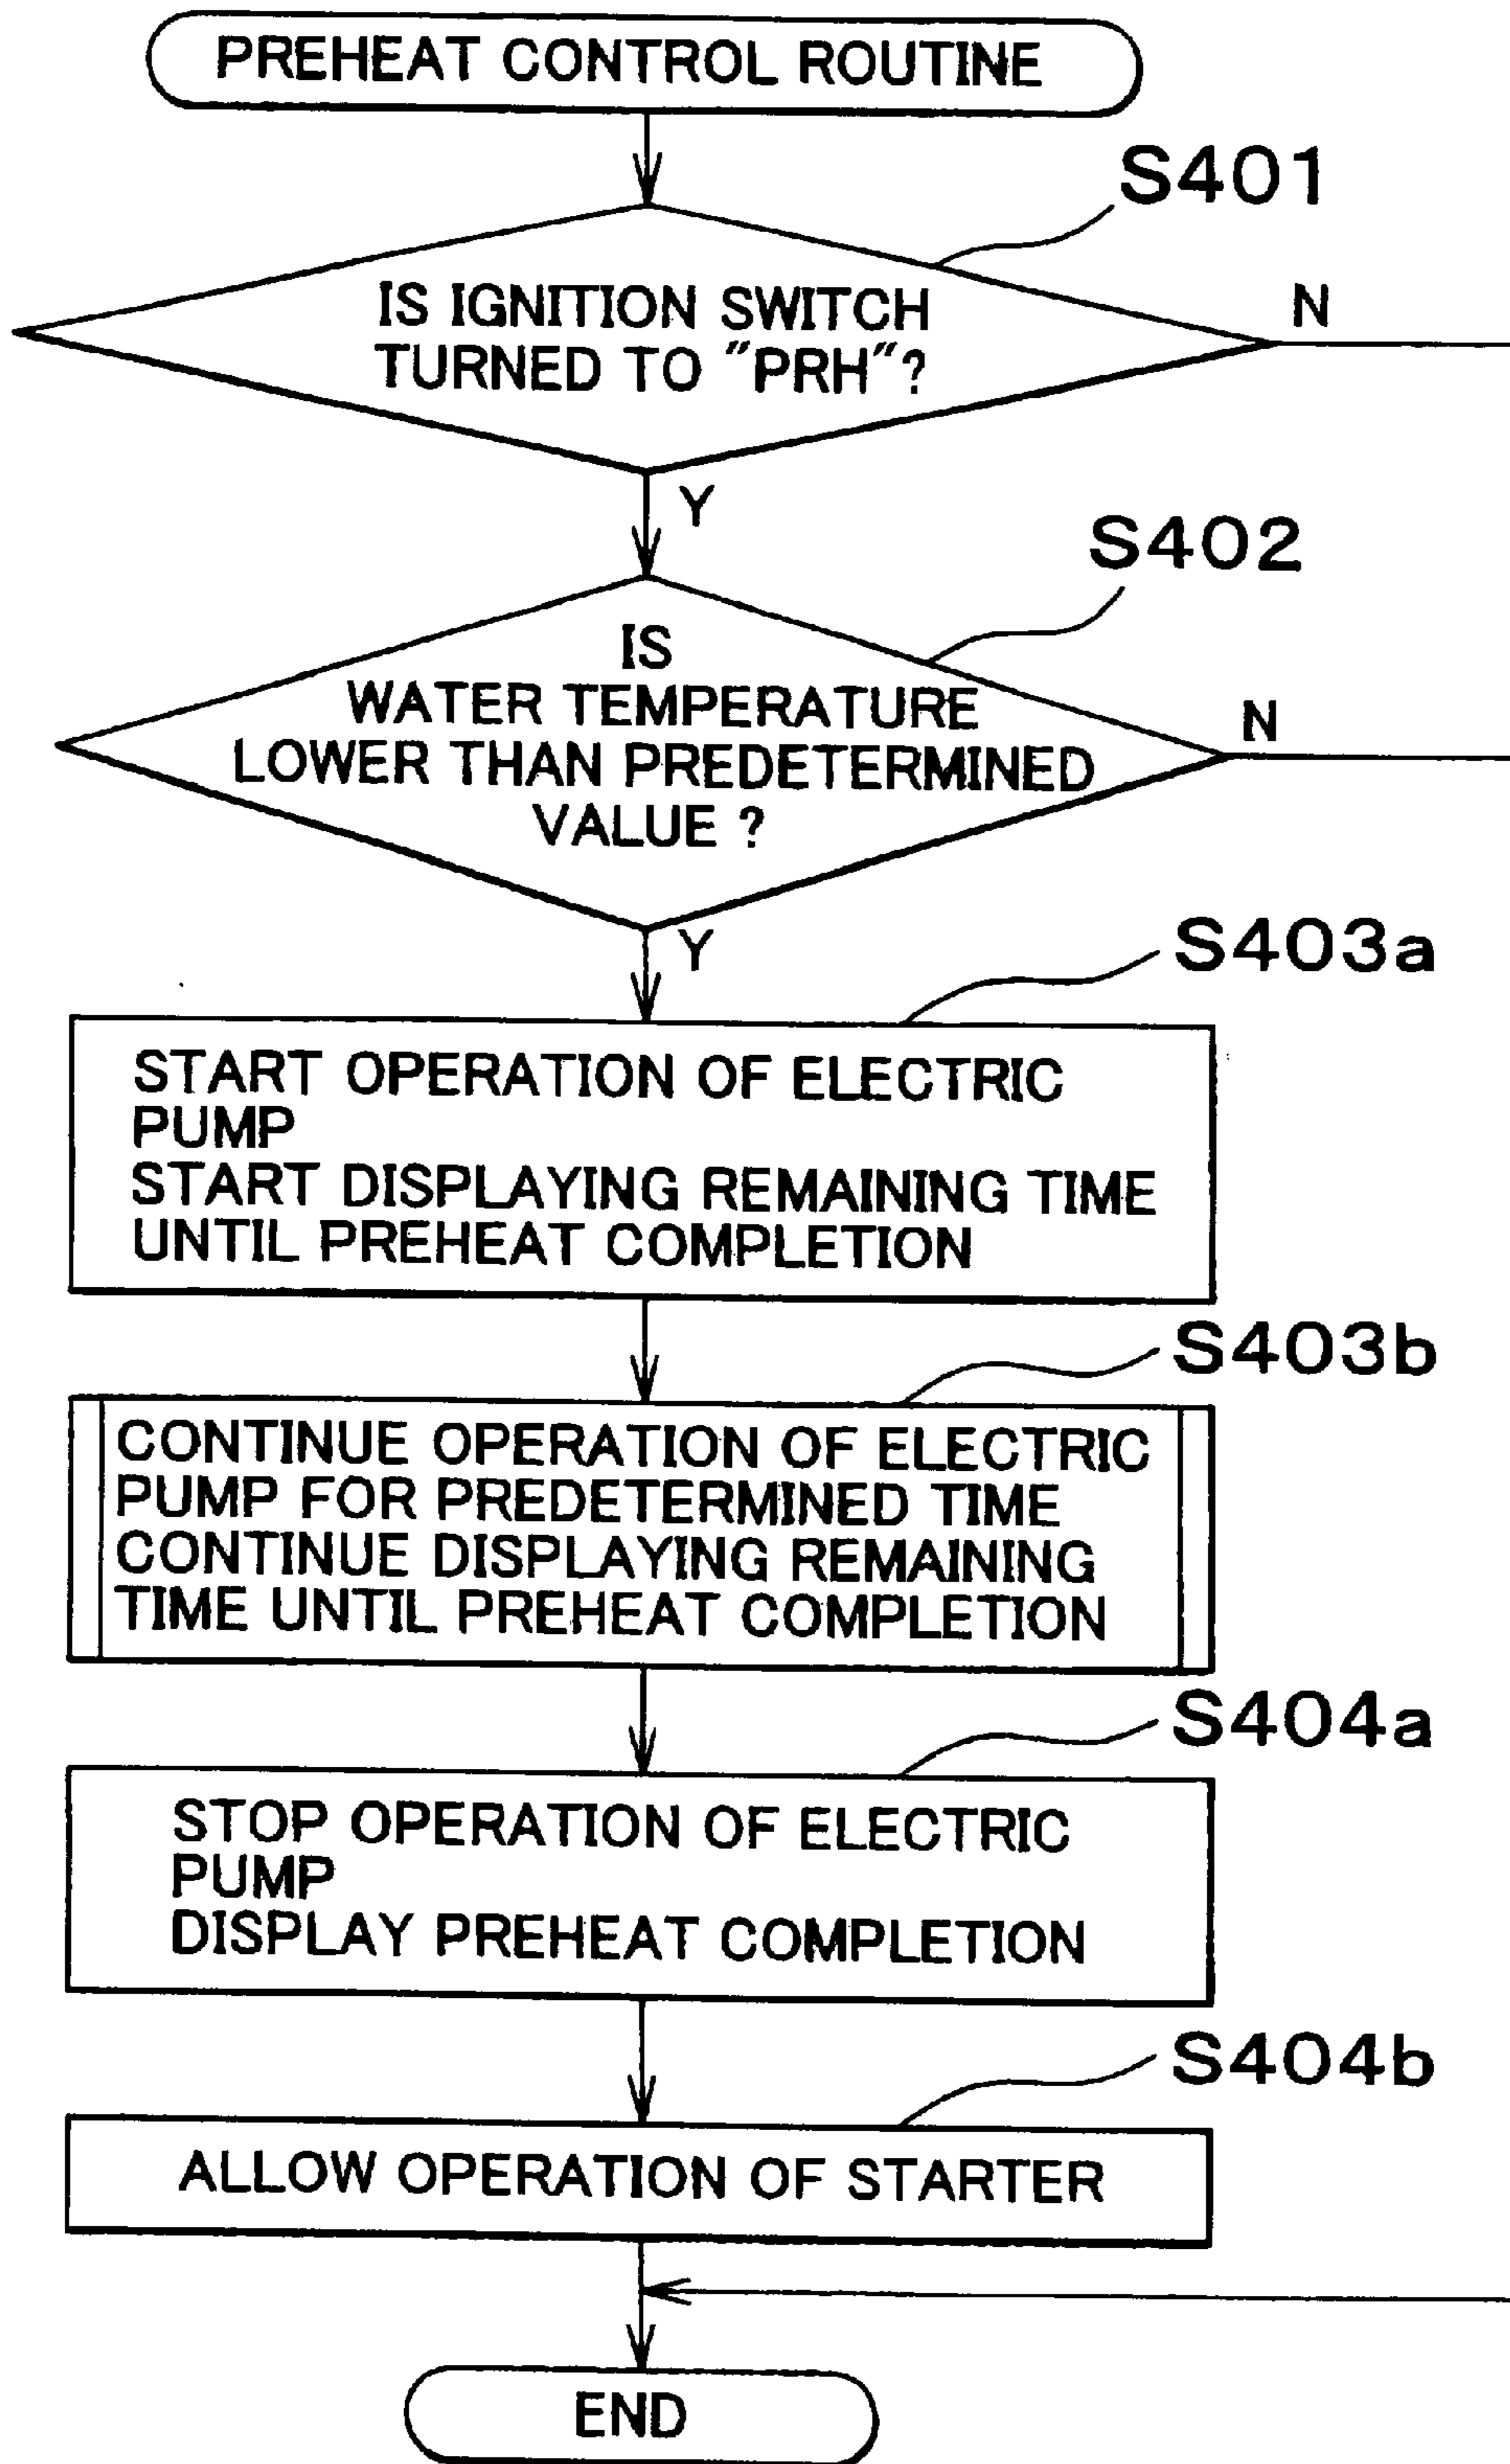 PREHEAT CONTROL ROUTINE
S401
IS IGNITION SWITCH
TURNED TO "PRH"?
N
Y
S402
IS
WATER TEMPERATURE
LOWER THAN PREDETERMINED
VALUE ?
N
Y
S403a
START OPERATION OF ELECTRIC
PUMP
START DISPLAYING REMAINING TIME
UNTIL PREHEAT COMPLETION
S403b
CONTINUE OPERATION OF ELECTRIC
PUMP FOR PREDETERMINED TIME
CONTINUE DISPLAYING REMAINING
TIME UNTIL PREHEAT COMPLETION
S404a
STOP OPERATION OF ELECTRIC
PUMP
DISPLAY PREHEAT COMPLETION
S404b
ALLOW OPERATION OF STARTER
END